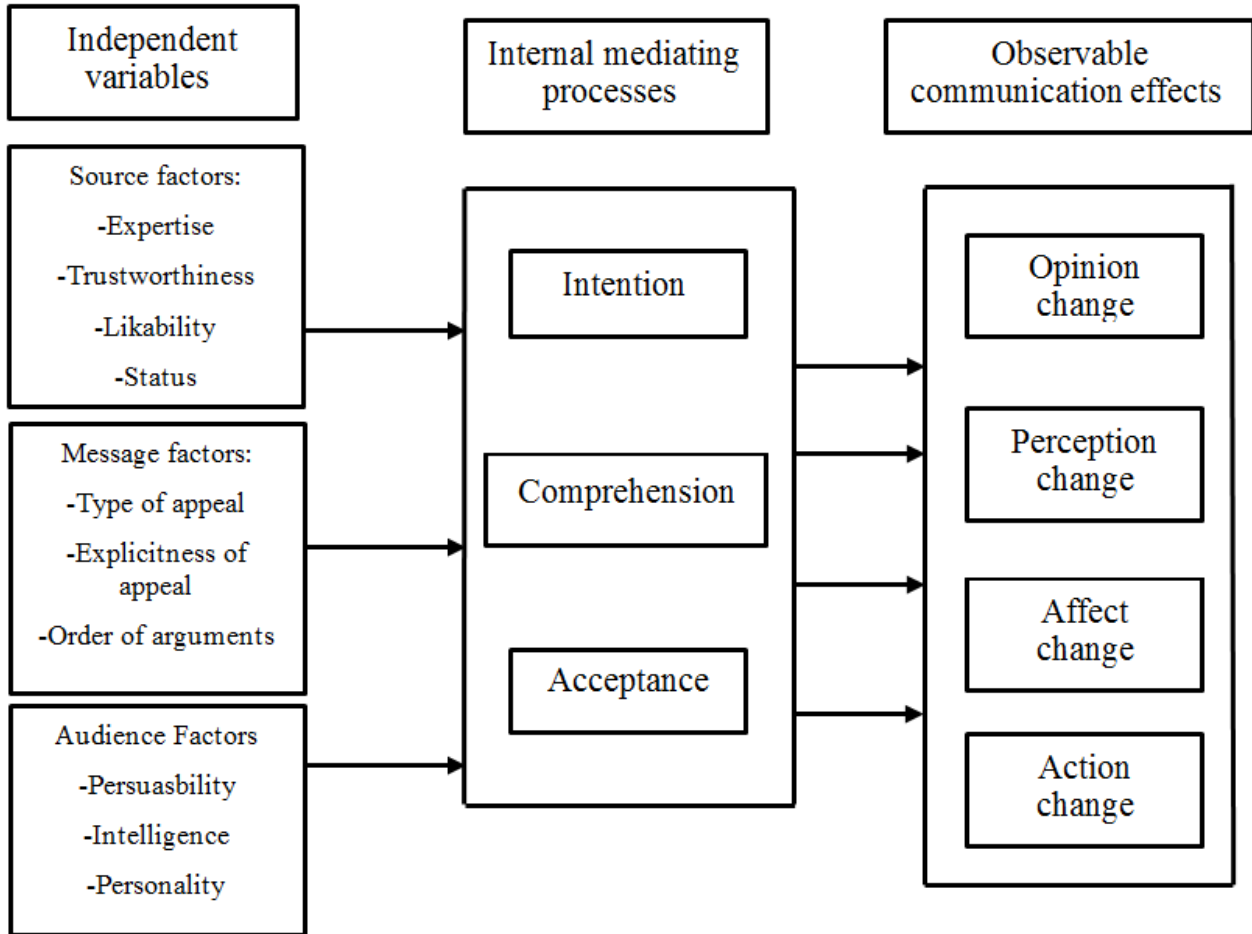 Independent
variables
Internal mediating
processes
Observable
communication effects
Source factors:
-Expertise
-Trustworthiness
-Likability
-Status
Message factors:
-Type of appeal
-Explicitness of
appeal
-Order of arguments
Audience Factors
-Persuasbility
-Intelligence
-Personality
Intention
Comprehension
Acceptance
Opinion
change
Perception
change
Affect
change
Action
change